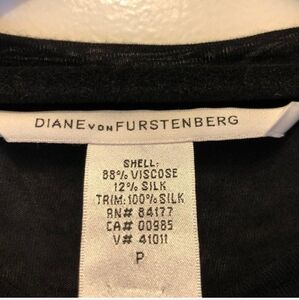 DIANE VON FURSTENBERG
SHELL:
88% VISCOSE
12% SILK
TRIM: 100% SILK
RN# 84177
CA# 00985
V# 41011
P